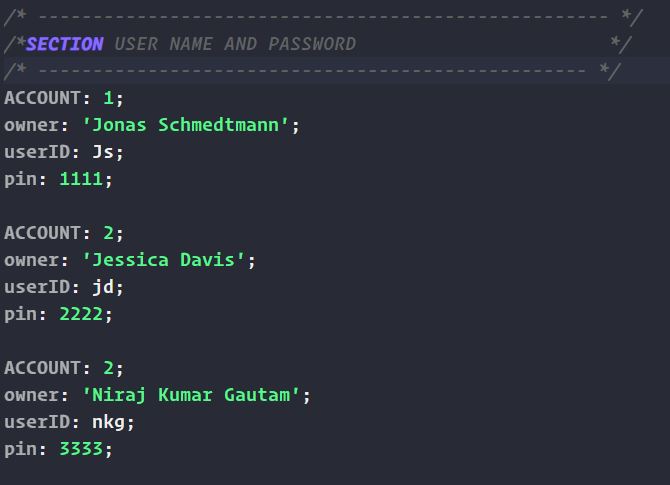 /* ---------------------------------------------------- */
/*SECTION USER NAME AND PASSWORD                       */
/* -------------------------------------------------- */
ACCOUNT: 1;
owner: 'Jonas Schmedtmann';
userID: Js;
pin: 1111;

ACCOUNT: 2;
owner: 'Jessica Davis';
userID: jd;
pin: 2222;

ACCOUNT: 2;
owner: 'Niraj Kumar Gautam';
userID: nkg;
pin: 3333;